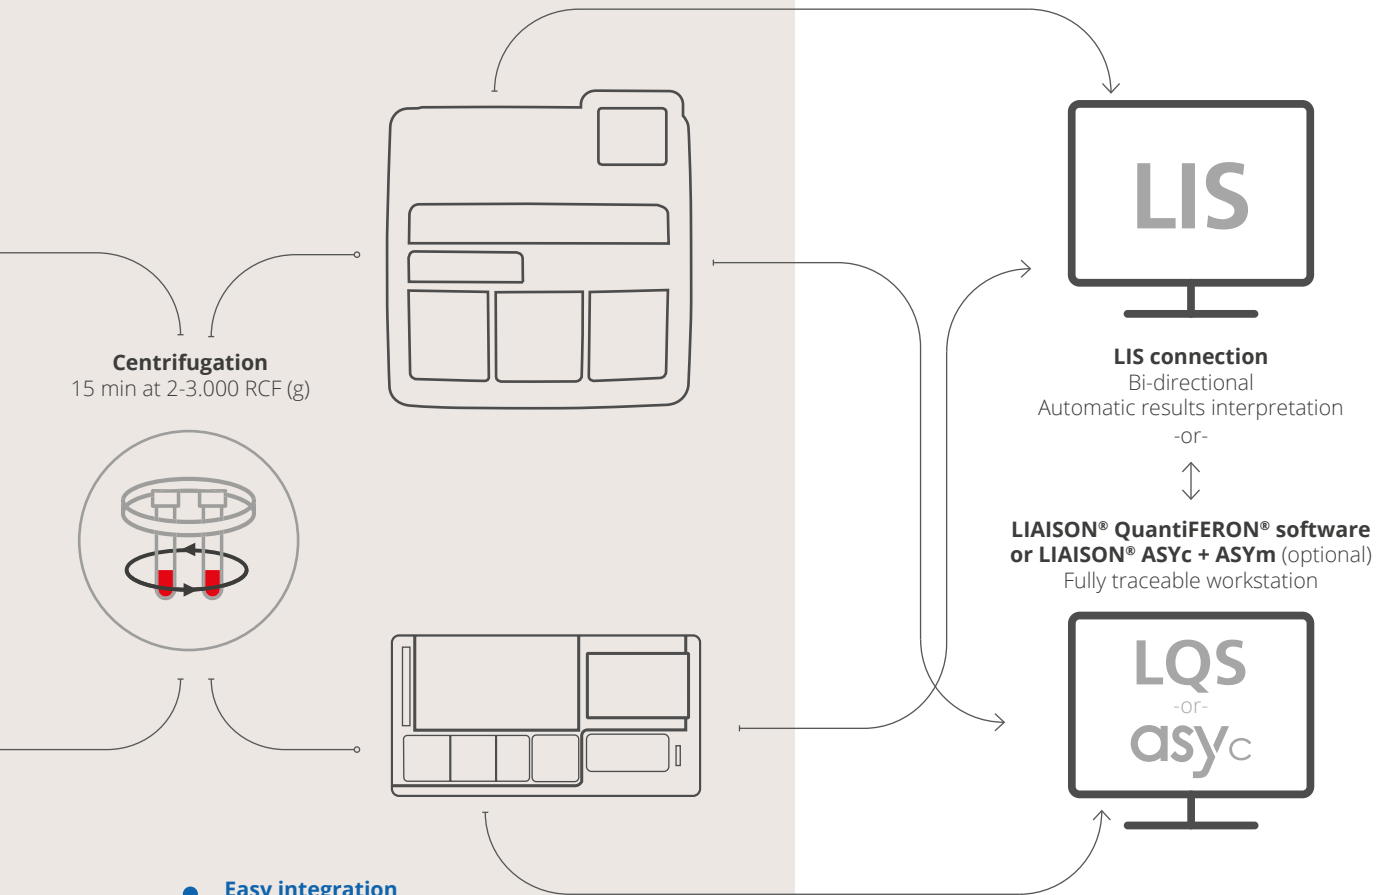 LIS
Centrifugation
15 min at 2-3.000 RCF (g)
LIS connection
Bi-directional
Automatic results interpretation
-or-
LIAISON® QuantiFERON® software
or LIAISON® ASYc + ASYm (optional)
Fully traceable workstation
LQS
-or-
asyc
Easy integration